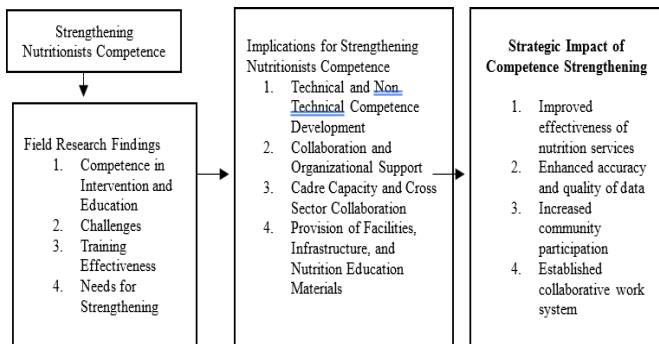 Strengthening
Nutritionists Competence
Field Research Findings
1. Competence in
Intervention and
Education
2. Challenges
3. Training
Effectiveness
4. Needs for
Strengthening
Implications for Strengthening
Nutritionists Competence
1. Technical and Non
Technical Competence
Development
2. Collaboration and
Organizational Support
3. Cadre Capacity and Cross
Sector Collaboration
4. Provision of Facilities,
Infrastructure, and
Nutrition Education
Materials
Strategic Impact of
Competence Strengthening
1. Improved
effectiveness of
nutrition services
2. Enhanced accuracy
and quality of data
3. Increased
community
participation
4. Established
collaborative work
system